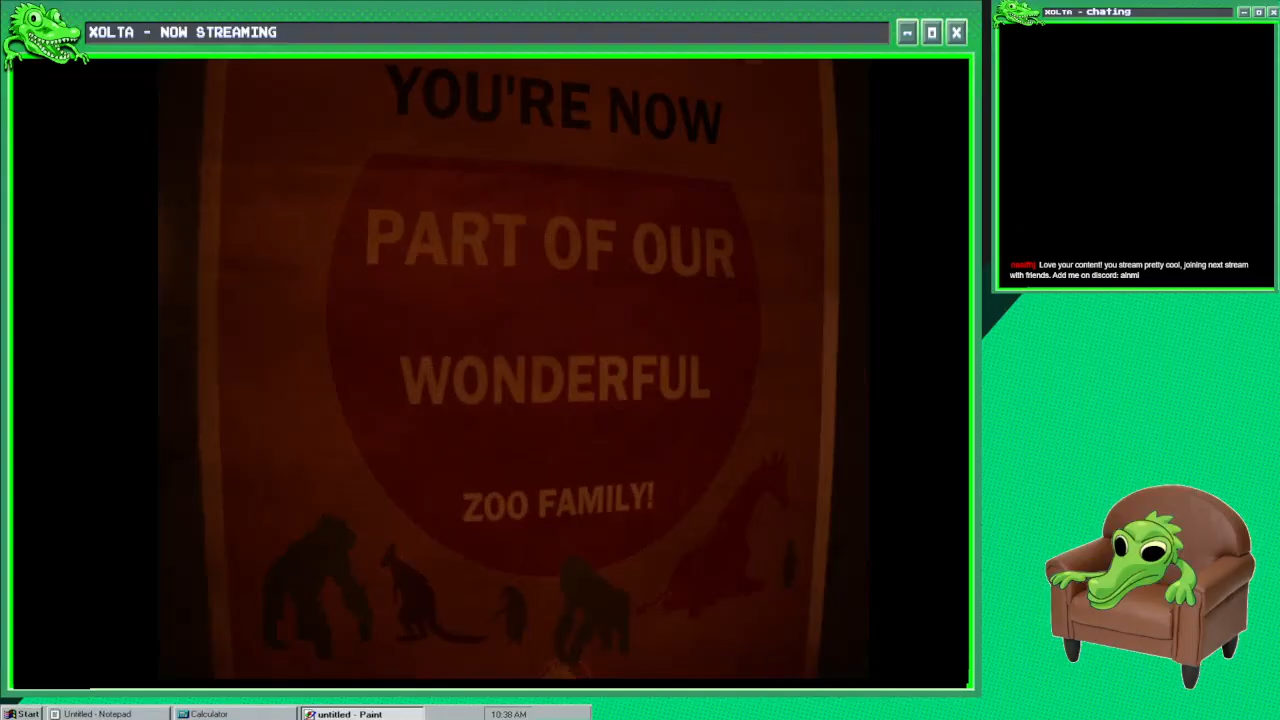 XOLTA - NOW STREAMING
XOLTA - chating
YOU'RE NOW
PART OF OUR
WONDERFUL
ZOO FAMILY!
Love your content! you stream pretty cool, joining next stream
with friends. Add me on discord: alnmi
Start
Untitled - Notepad
Calculator
untitled - Paint
10:38 AM